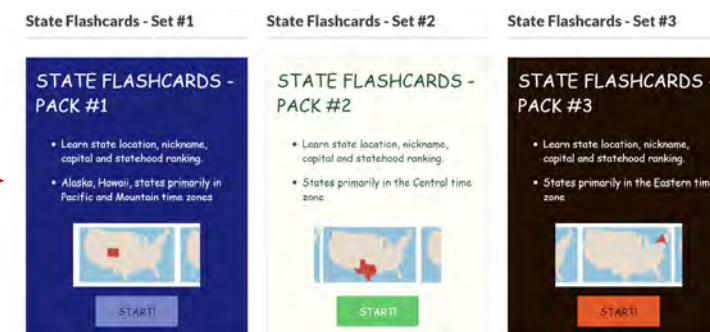 State Flashcards - Set #1
STATE FLASHCARDS -
PACK #1
• Learn state location, nickname,
capital and statehood ranking.
• Alaska, Hawaii, states primarily in
Pacific and Mountain time zones
START!
State Flashcards - Set #2
STATE FLASHCARDS -
PACK #2
• Learn state location, nickname,
capital and statehood ranking.
• States primarily in the Central time
zone
START!
State Flashcards - Set #3
STATE FLASHCARDS -
PACK #3
• Learn state location, nickname,
capital and statehood ranking.
• States primarily in the Eastern tim
zone
START!